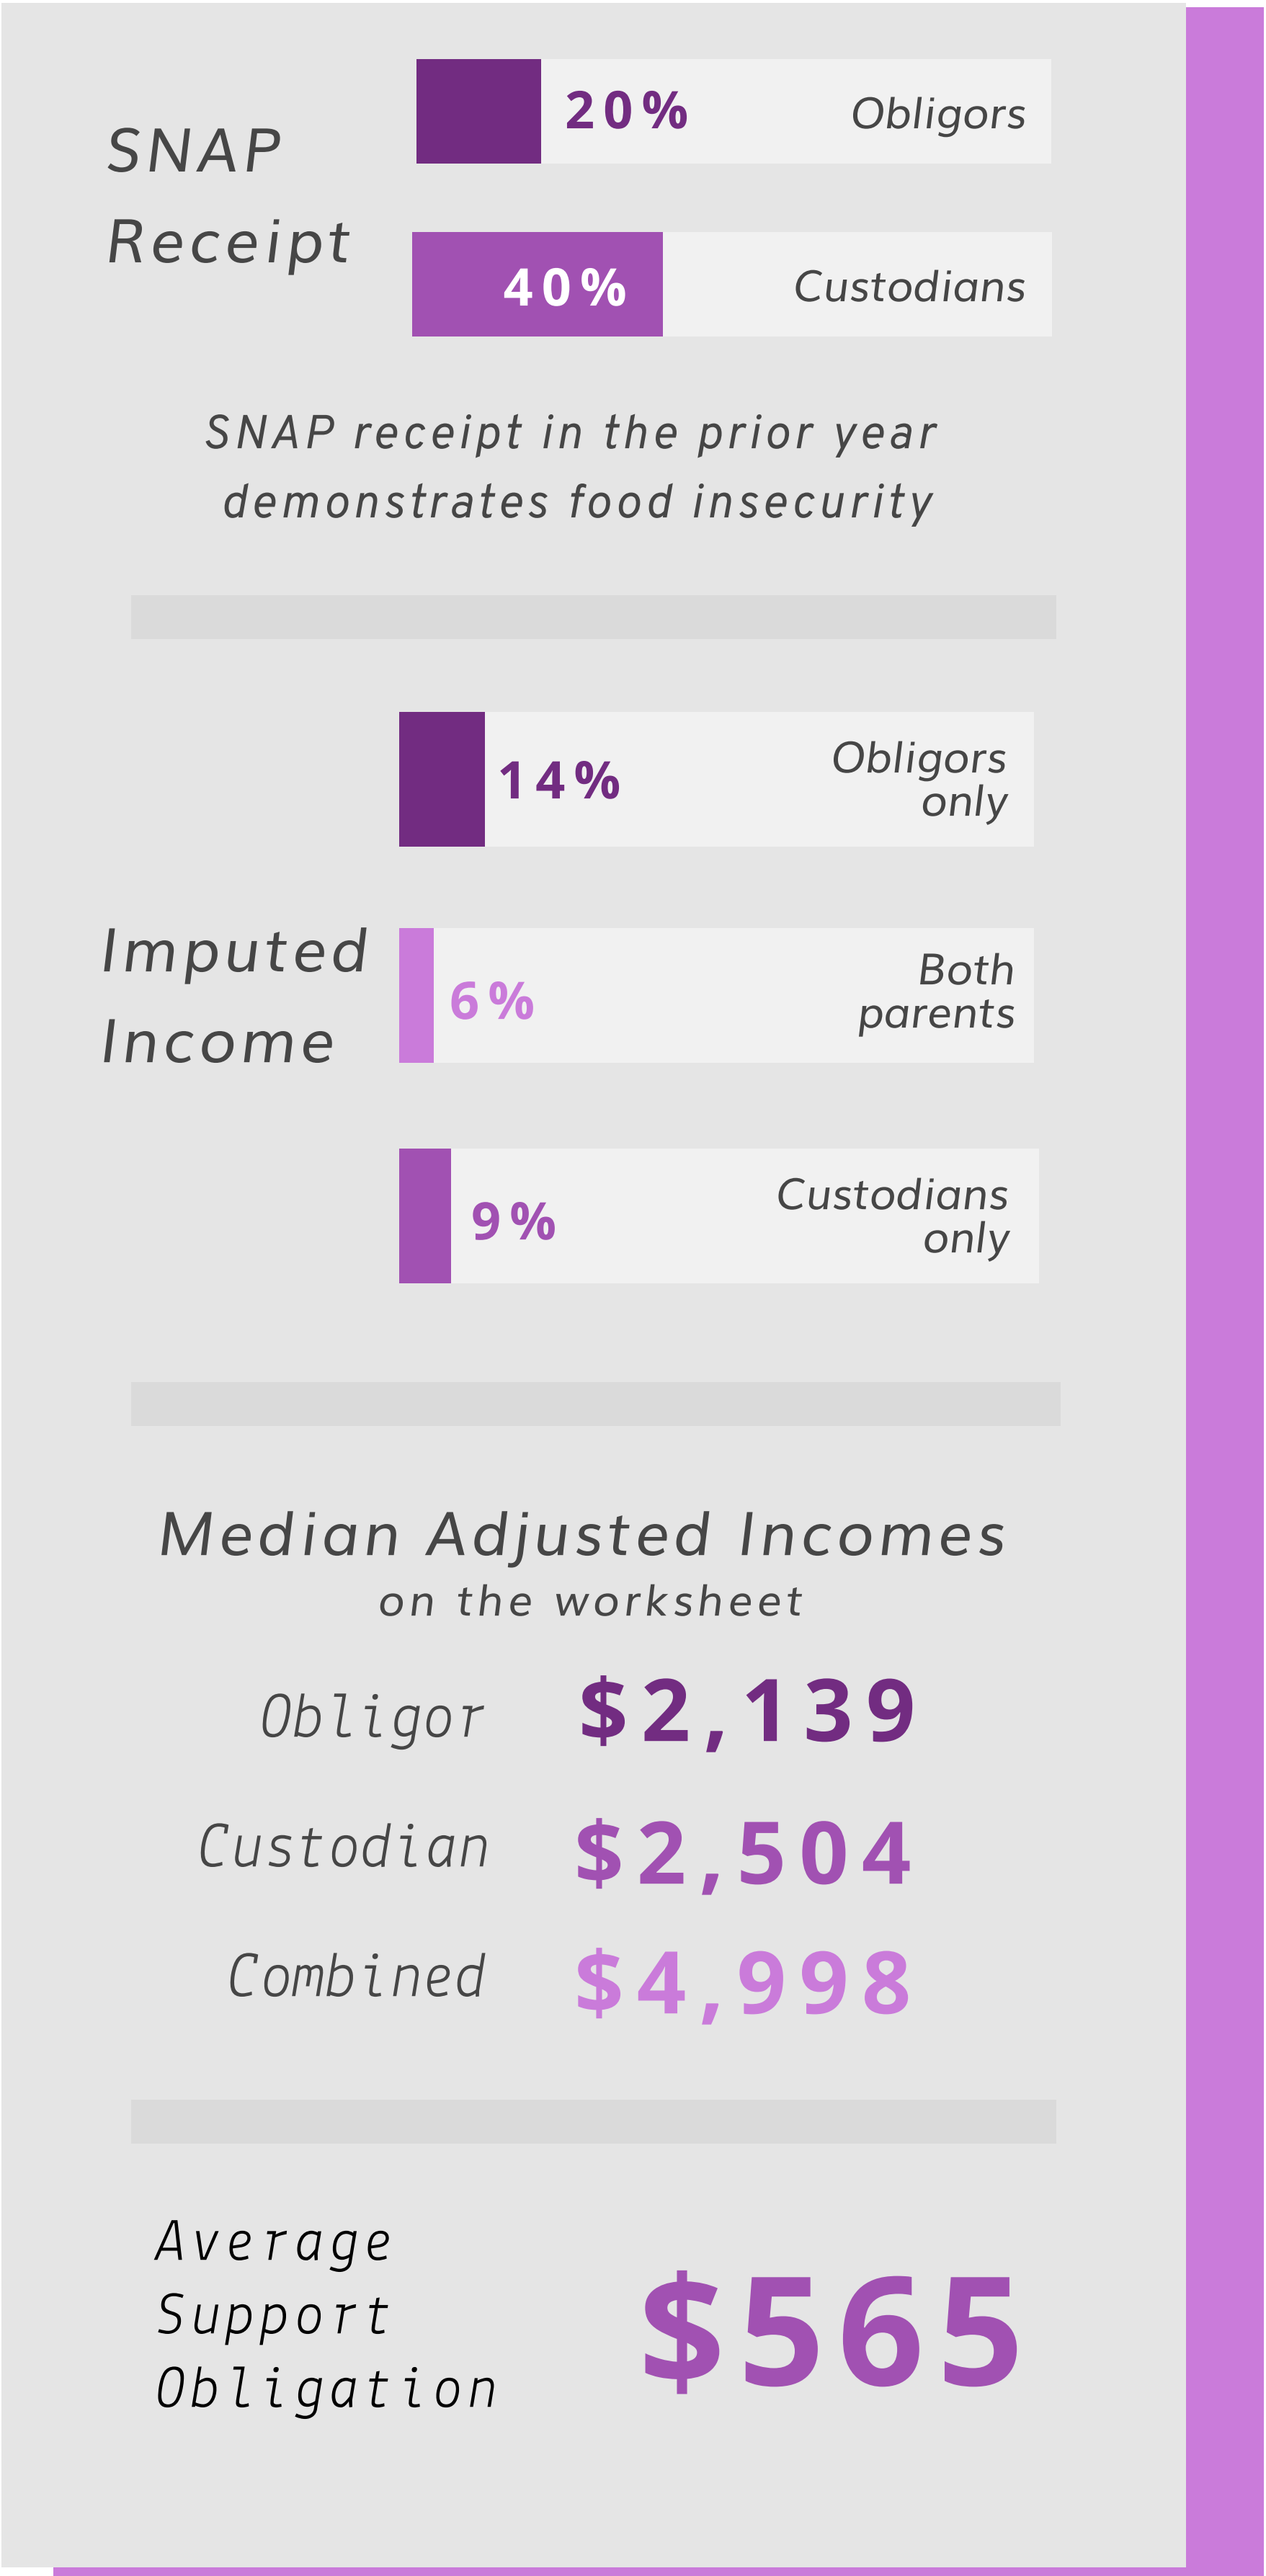 SNAP
Receipt
20%
Obligors
40%
Custodians
SNAP receipt in the prior year
demonstrates food insecurity
Imputed
Income
14%
Obligors
only
6%
Both
parents
9%
Custodians
only
Median Adjusted Incomes
on the worksheet
Obligor $2,139
Custodian $2,504
Combined $4,998
Average
Support
Obligation
$565